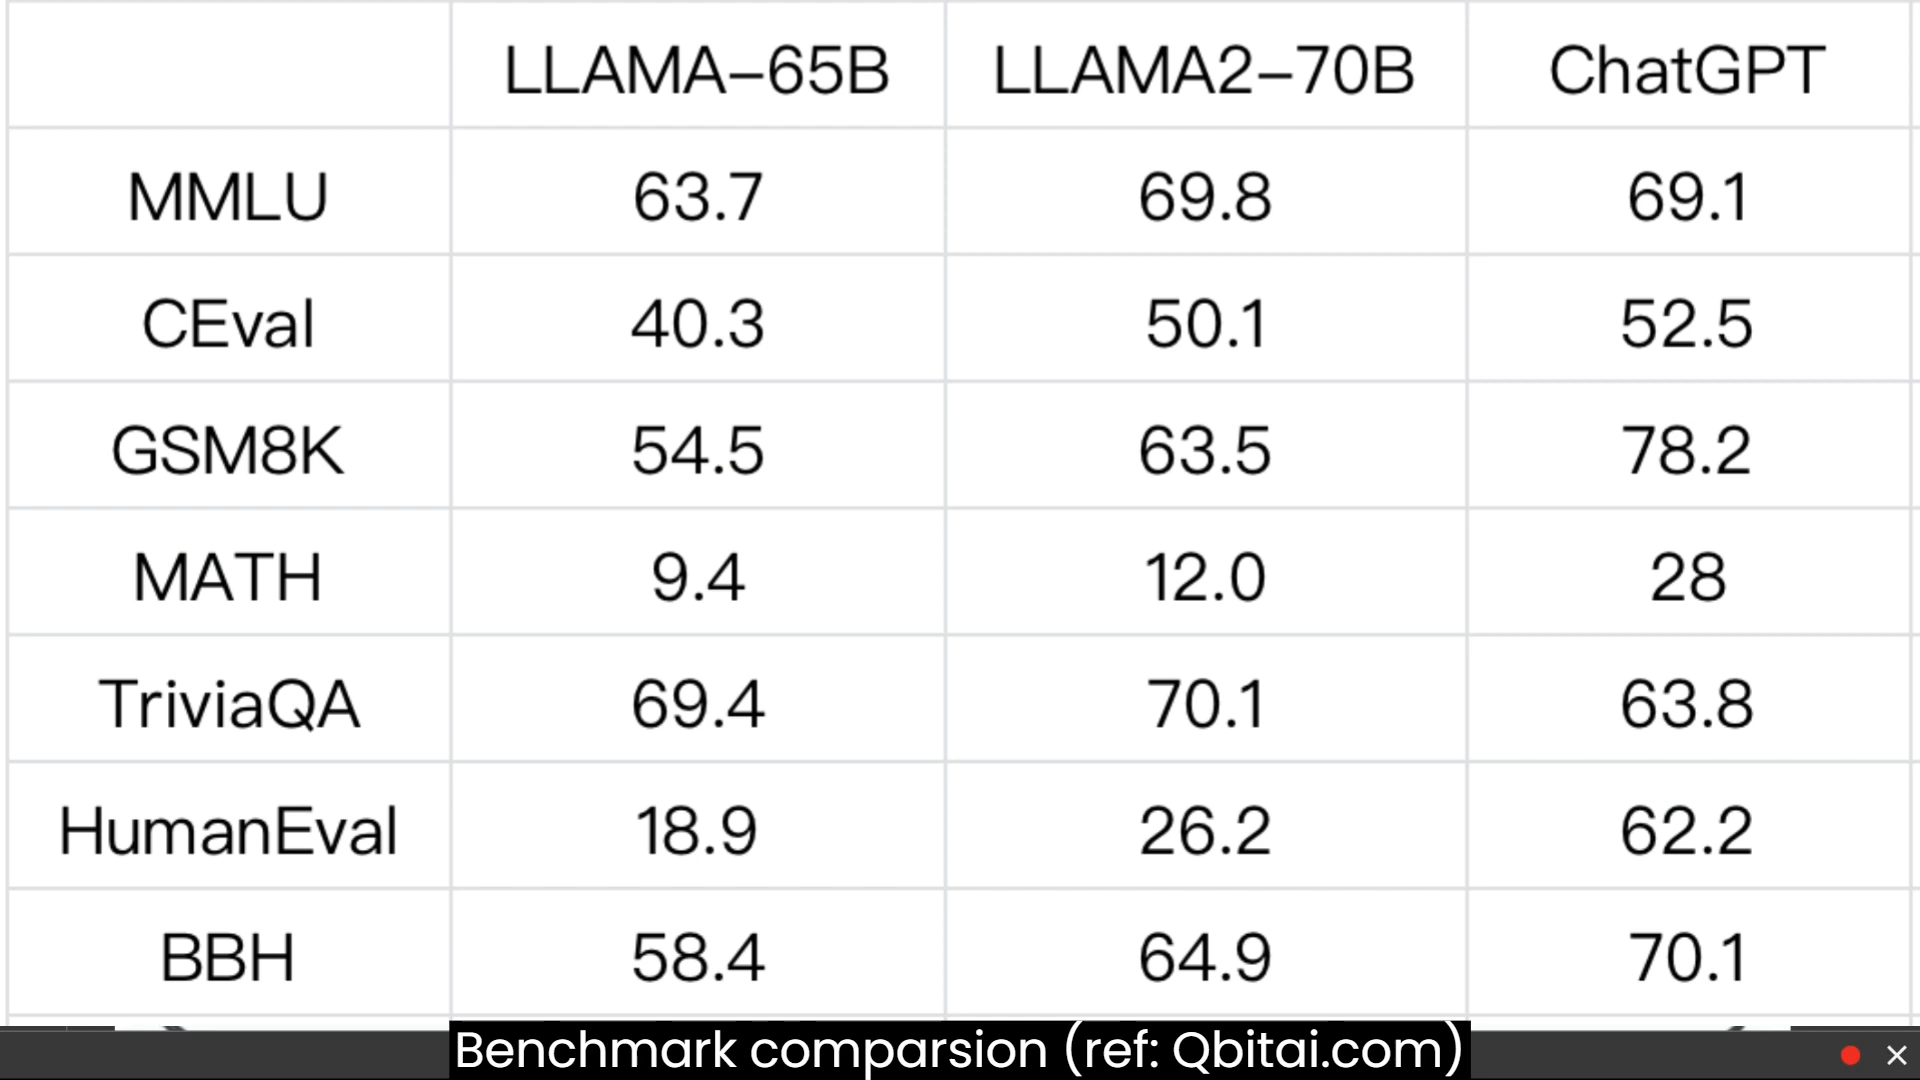 LLAMA–65B LLAMA2–70B ChatGPT
MMLU 63.7 69.8 69.1
CEval 40.3 50.1 52.5
GSM8K 54.5 63.5 78.2
MATH 9.4 12.0 28
TriviaQA 69.4 70.1 63.8
HumanEval 18.9 26.2 62.2
BBH 58.4 64.9 70.1
Benchmark comparsion (ref: Qbitai.com)